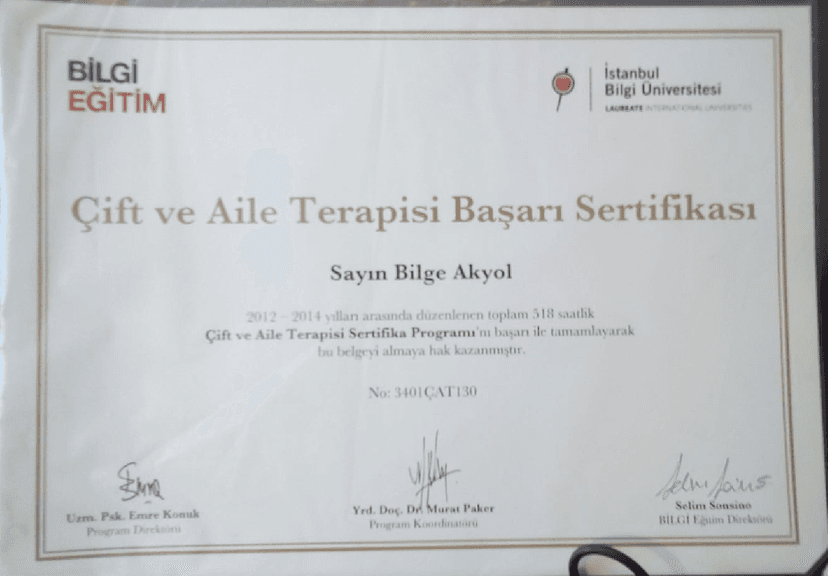 BİLGİ
EĞİTİM
İstanbul
Bilgi Üniversitesi
LAUREATE INTERNATIONAL UNIVERSITIES
Çift ve Aile Terapisi Başarı Sertifikası
Sayın Bilge Akyol
2012 – 2014 yılları arasında düzenlenen toplam 518 saatlik
Çift ve Aile Terapisi Sertifika Programı'nı başarı ile tamamlayarak
bu belgeyi almaya hak kazanmıştır.
No: 3401ÇAT130
Uzm. Psk. Emre Konuk
Program Direktörü
Yrd. Doç. Dr. Murat Paker
Program Koordinatörü
Selim Sonsino
BİLGİ Eğitim Direktörü